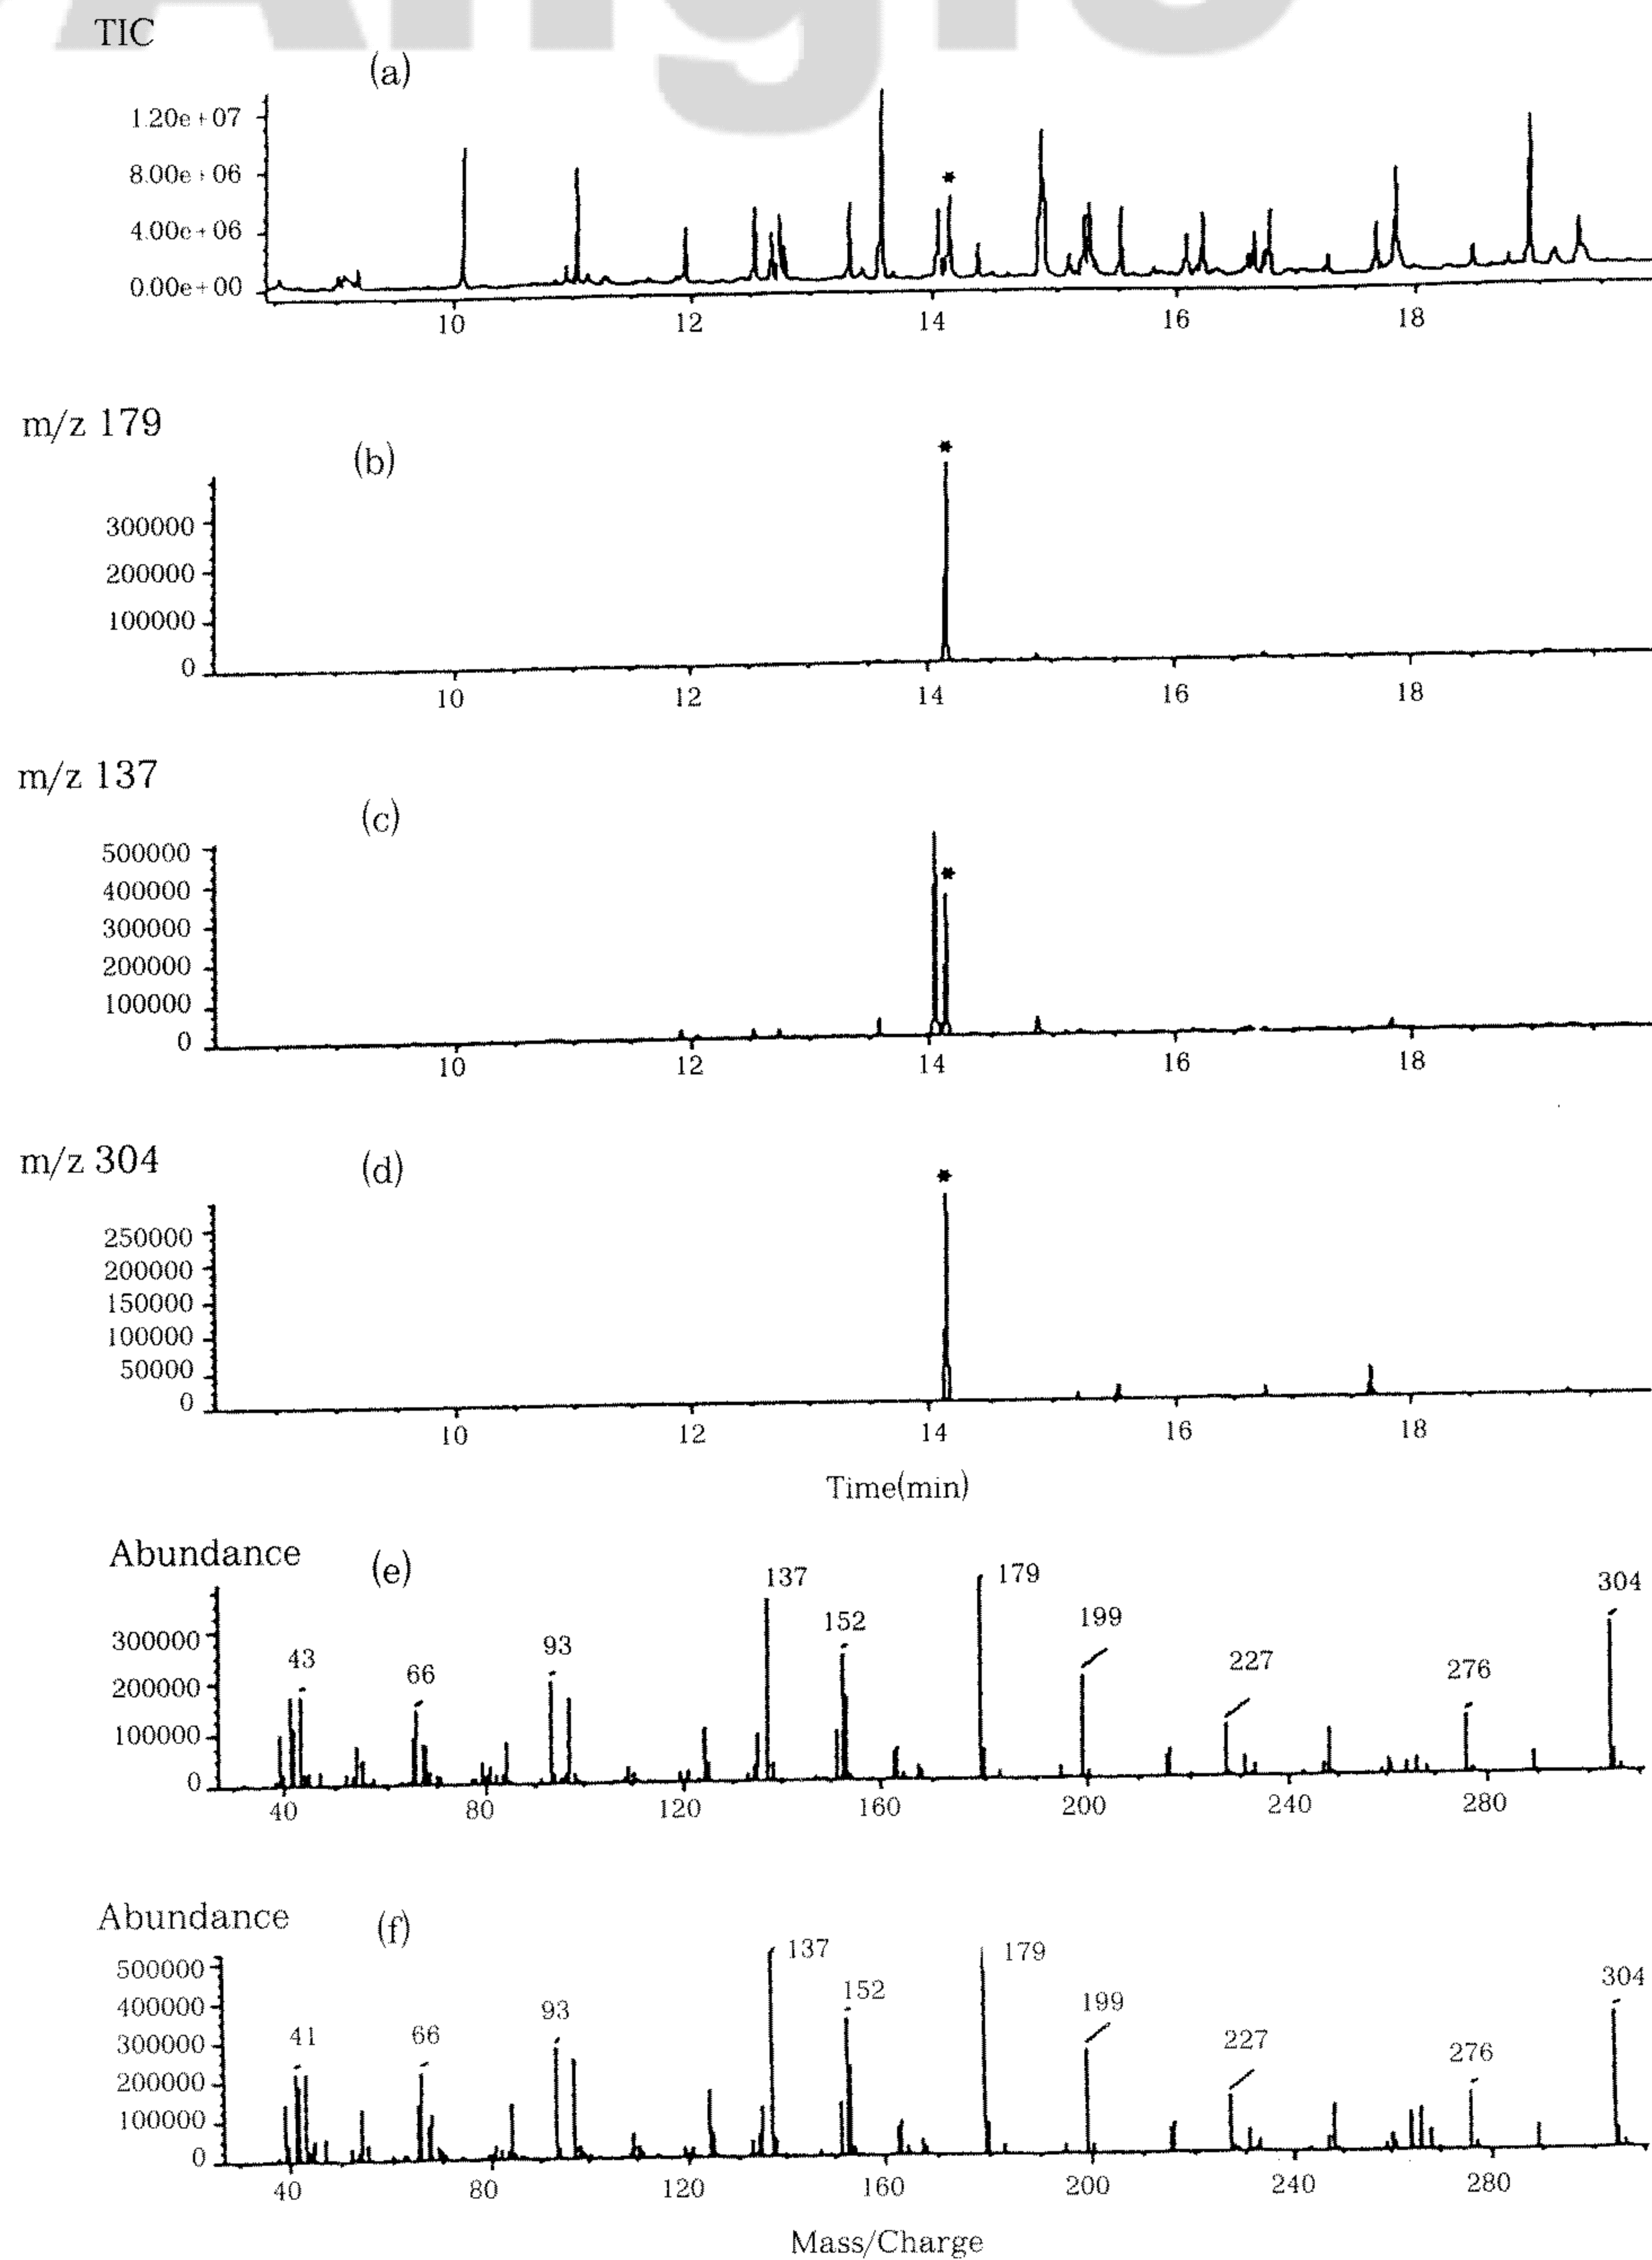 TIC
(a)
1.20e+07
8.00e+06
4.00e+06
0.00e+00
10 12 14 16 18
m/z 179
(b)
300000
200000
100000
0
10 12 14 16 18
m/z 137
(c)
500000
400000
300000
200000
100000
0
10 12 14 16 18
m/z 304
(d)
250000
200000
150000
100000
50000
0
10 12 14 16 18
Time(min)
Abundance
(e)
137 179 304
152 199
43 66 93 227 276
300000
200000
100000
0
40 80 120 160 200 240 280
Abundance
(f)
137 179
152 199 304
41 66 93 227 276
500000
400000
300000
200000
100000
0
40 80 120 160 200 240 280
Mass/Charge